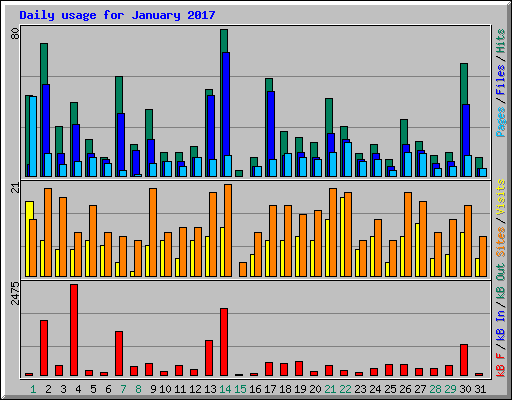 Daily usage for January 2017
80
Pages / Files / Hits
21
Sites / Visits
2475
kB F / kB In / kB Out
1 2 3 4 5 6 7 8 9 10 11 12 13 14 15 16 17 18 19 20 21 22 23 24 25 26 27 28 29 30 31